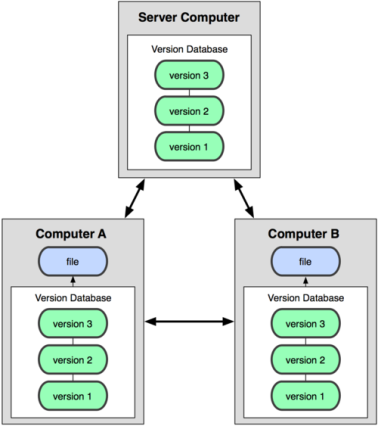 Server Computer
Version Database
version 3
version 2
version 1
Computer A
file
Version Database
version 3
version 2
version 1
Computer B
file
Version Database
version 3
version 2
version 1